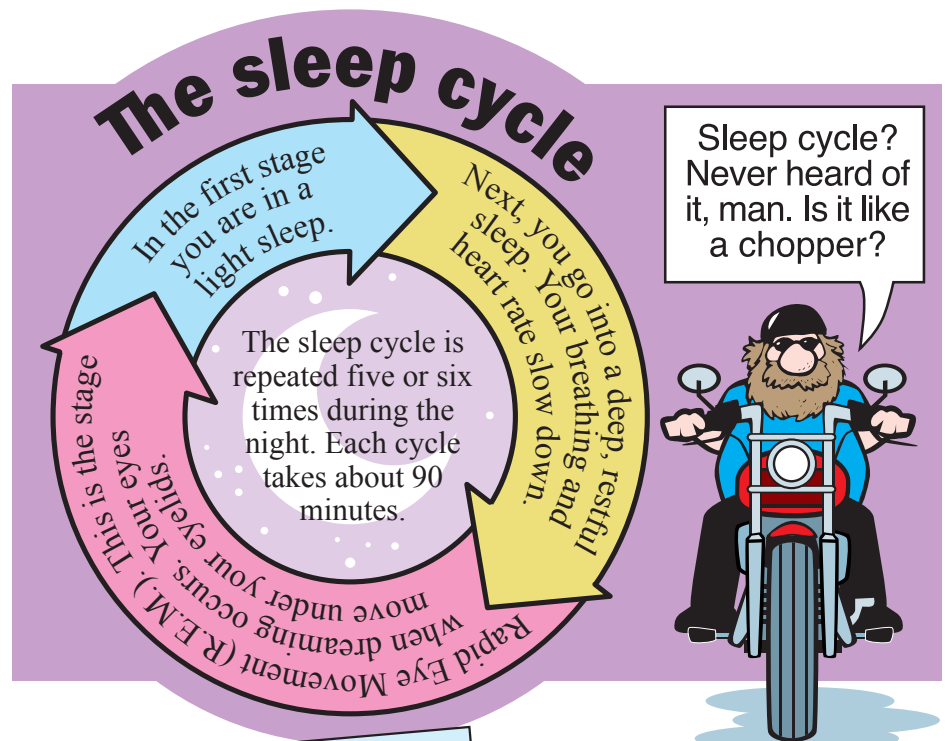 The sleep cycle
In the first stage
you are in a
light sleep.
Next, you go into a deep, restful
sleep. Your breathing and
heart rate slow down.
Rapid Eye Movement (R.E.M.). This is the stage
when dreaming occurs. Your eyes
move under your eyelids.
The sleep cycle is
repeated five or six
times during the
night. Each cycle
takes about 90
minutes.
Sleep cycle?
Never heard of
it, man. Is it like
a chopper?